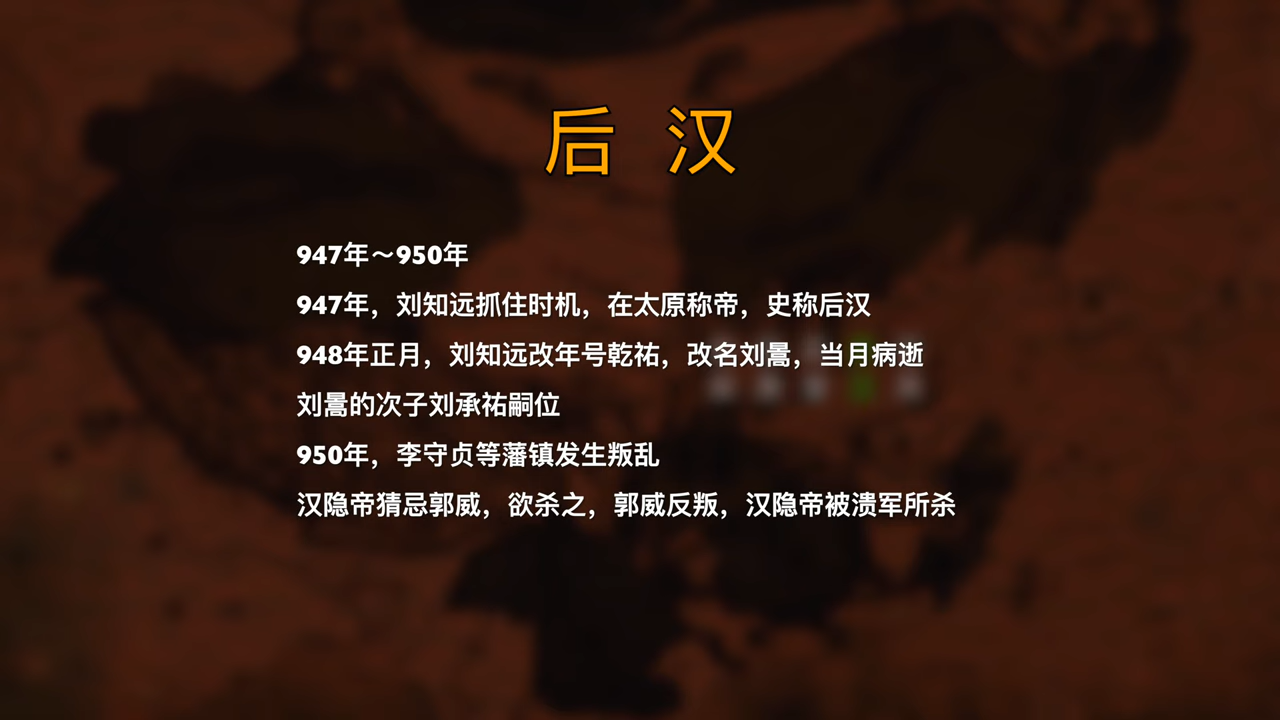 后 汉
947年～950年
947年，刘知远抓住时机，在太原称帝，史称后汉
948年正月，刘知远改年号乾祐，改名刘暠，当月病逝
刘暠的次子刘承祐嗣位
950年，李守贞等藩镇发生叛乱
汉隐帝猜忌郭威，欲杀之，郭威反叛，汉隐帝被溃军所杀